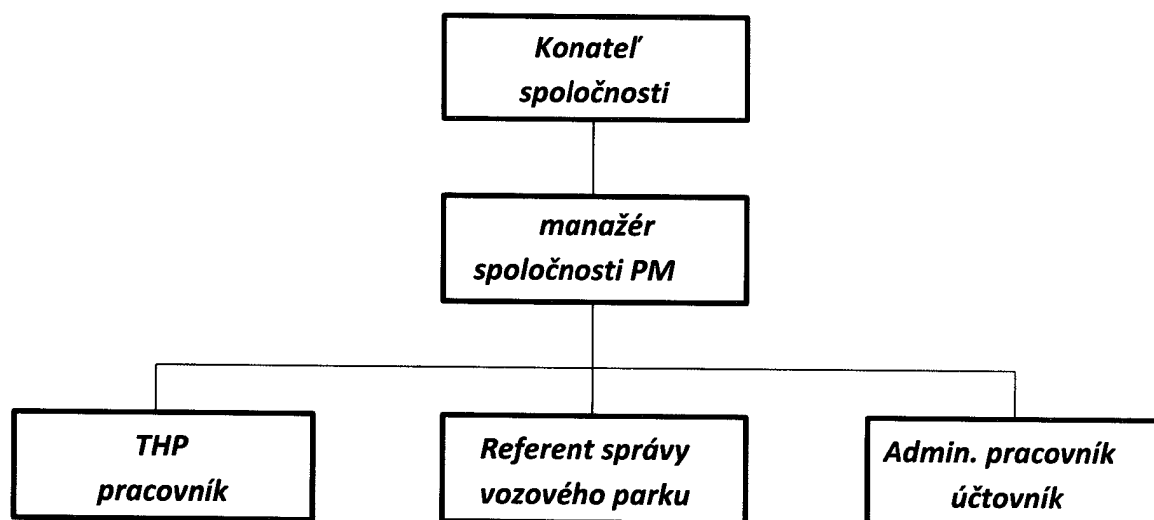 Konateľ
spoločnosti
manažér
spoločnosti PM
THP
pracovník
Referent správy
vozového parku
Admin. pracovník
účtovník